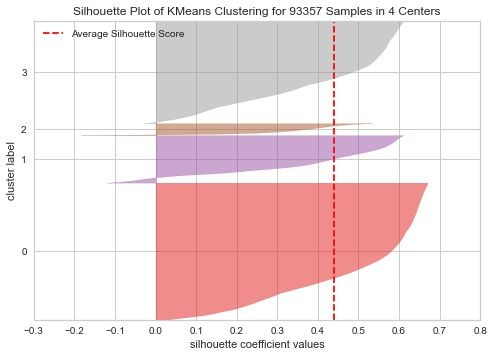 Silhouette Plot of KMeans Clustering for 93357 Samples in 4 Centers
Average Silhouette Score
3
2
1
0
cluster label
−0.3 −0.2 −0.1 0.0 0.1 0.2 0.3 0.4 0.5 0.6 0.7 0.8
silhouette coefficient values